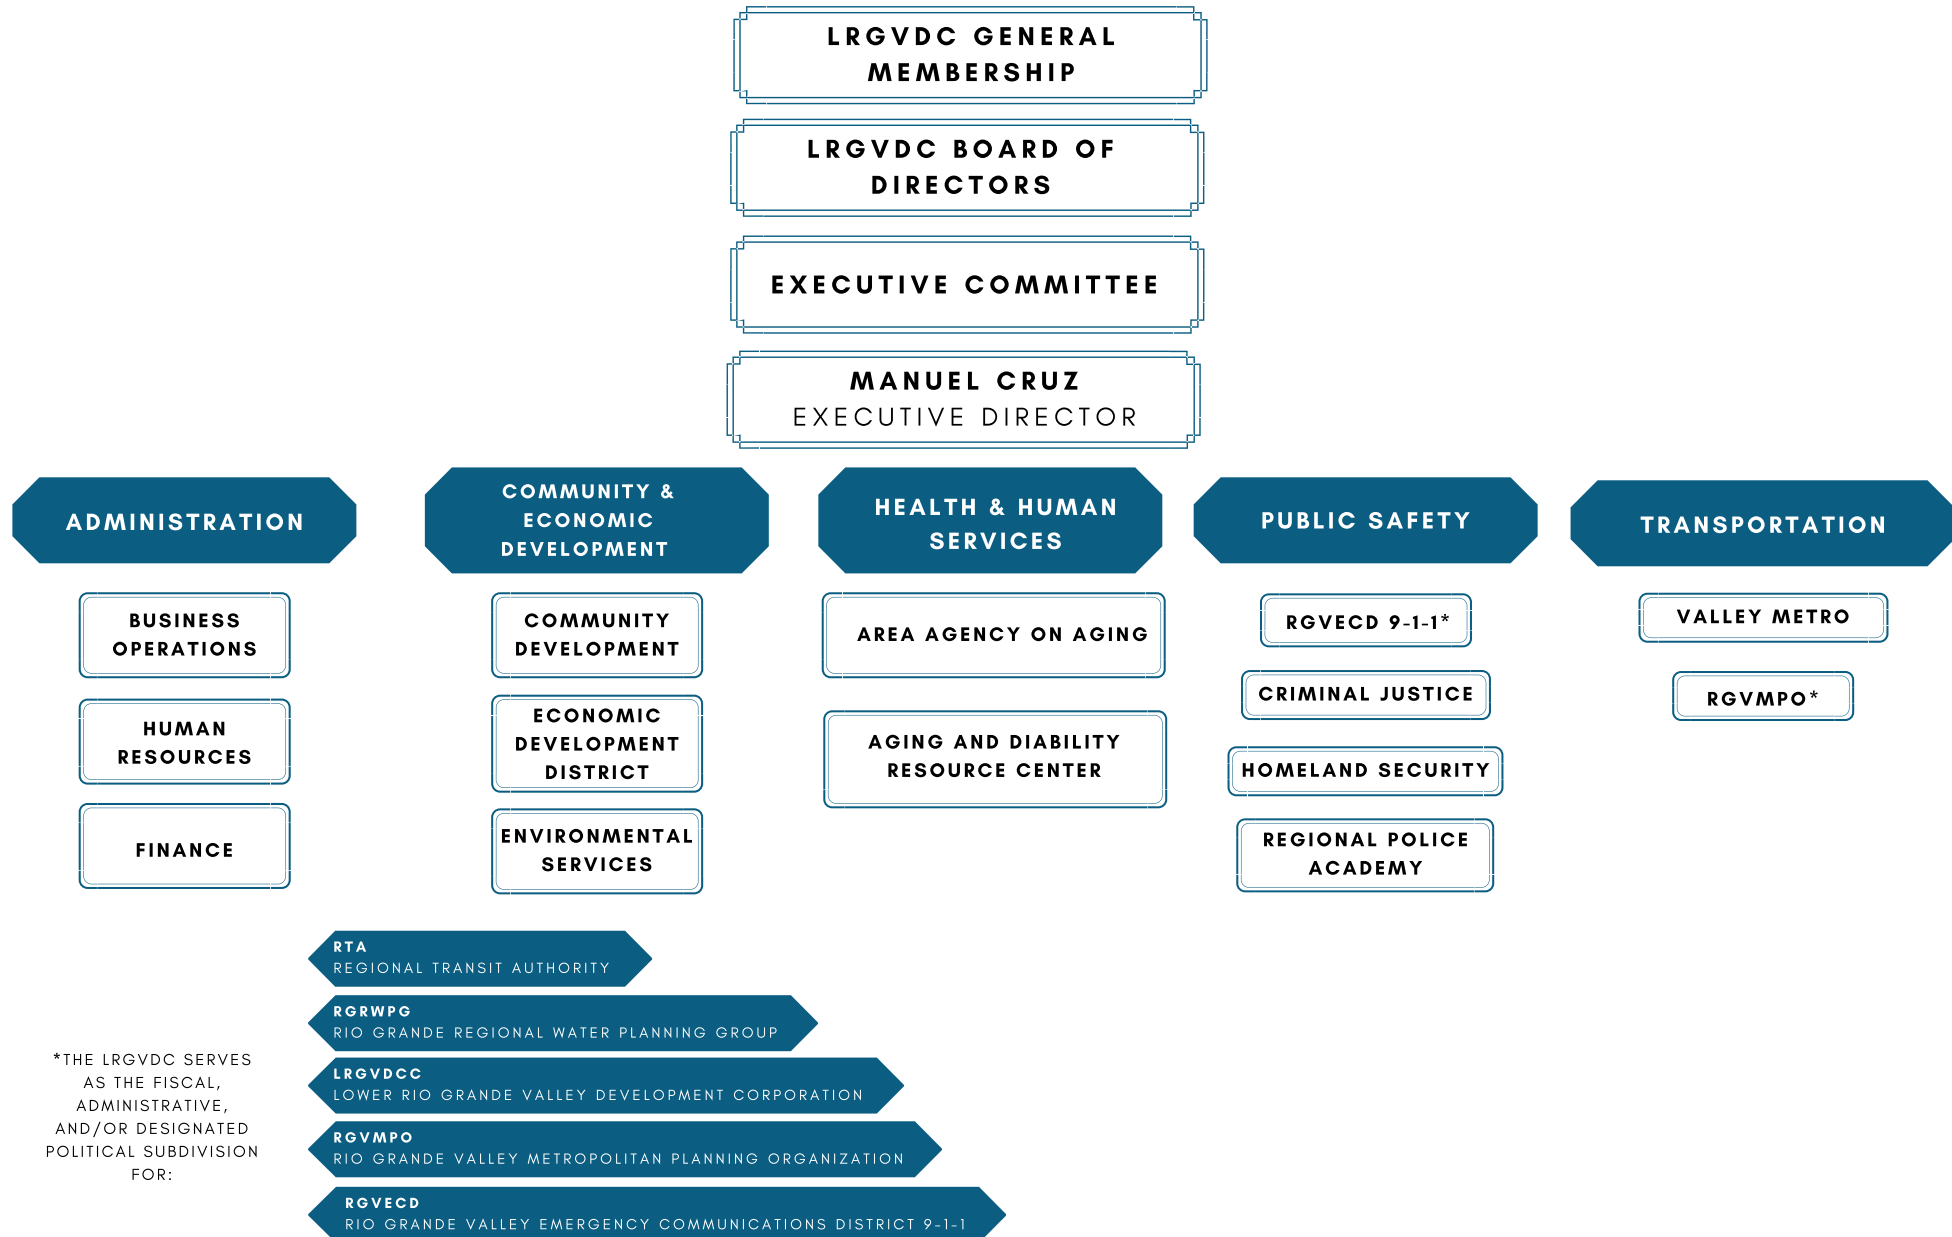 LRGVDC GENERAL
MEMBERSHIP
LRGVDC BOARD OF
DIRECTORS
EXECUTIVE COMMITTEE
MANUEL CRUZ
EXECUTIVE DIRECTOR
ADMINISTRATION
BUSINESS
OPERATIONS
HUMAN
RESOURCES
FINANCE
COMMUNITY &
ECONOMIC
DEVELOPMENT
COMMUNITY
DEVELOPMENT
ECONOMIC
DEVELOPMENT
DISTRICT
ENVIRONMENTAL
SERVICES
HEALTH & HUMAN
SERVICES
AREA AGENCY ON AGING
AGING AND DIABILITY
RESOURCE CENTER
PUBLIC SAFETY
RGVECD 9-1-1*
CRIMINAL JUSTICE
HOMELAND SECURITY
REGIONAL POLICE
ACADEMY
TRANSPORTATION
VALLEY METRO
RGVMPO*
*THE LRGVDC SERVES
AS THE FISCAL,
ADMINISTRATIVE,
AND/OR DESIGNATED
POLITICAL SUBDIVISION
FOR:
RTA
REGIONAL TRANSIT AUTHORITY
RGRWPG
RIO GRANDE REGIONAL WATER PLANNING GROUP
LRGVDCC
LOWER RIO GRANDE VALLEY DEVELOPMENT CORPORATION
RGVMPO
RIO GRANDE VALLEY METROPOLITAN PLANNING ORGANIZATION
RGVECD
RIO GRANDE VALLEY EMERGENCY COMMUNICATIONS DISTRICT 9-1-1